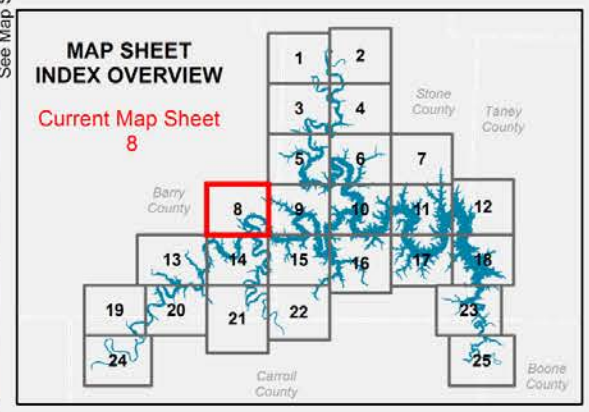 See Map S
MAP SHEET
INDEX OVERVIEW
Current Map Sheet
8
1 2
Stone
County
Taney
County
3 4
5 6 7
Barry
County
8 9 10 11 12
13 14 15 16 17 18
19 20 21 22 23
24 25
Carroll
County
Boone
County